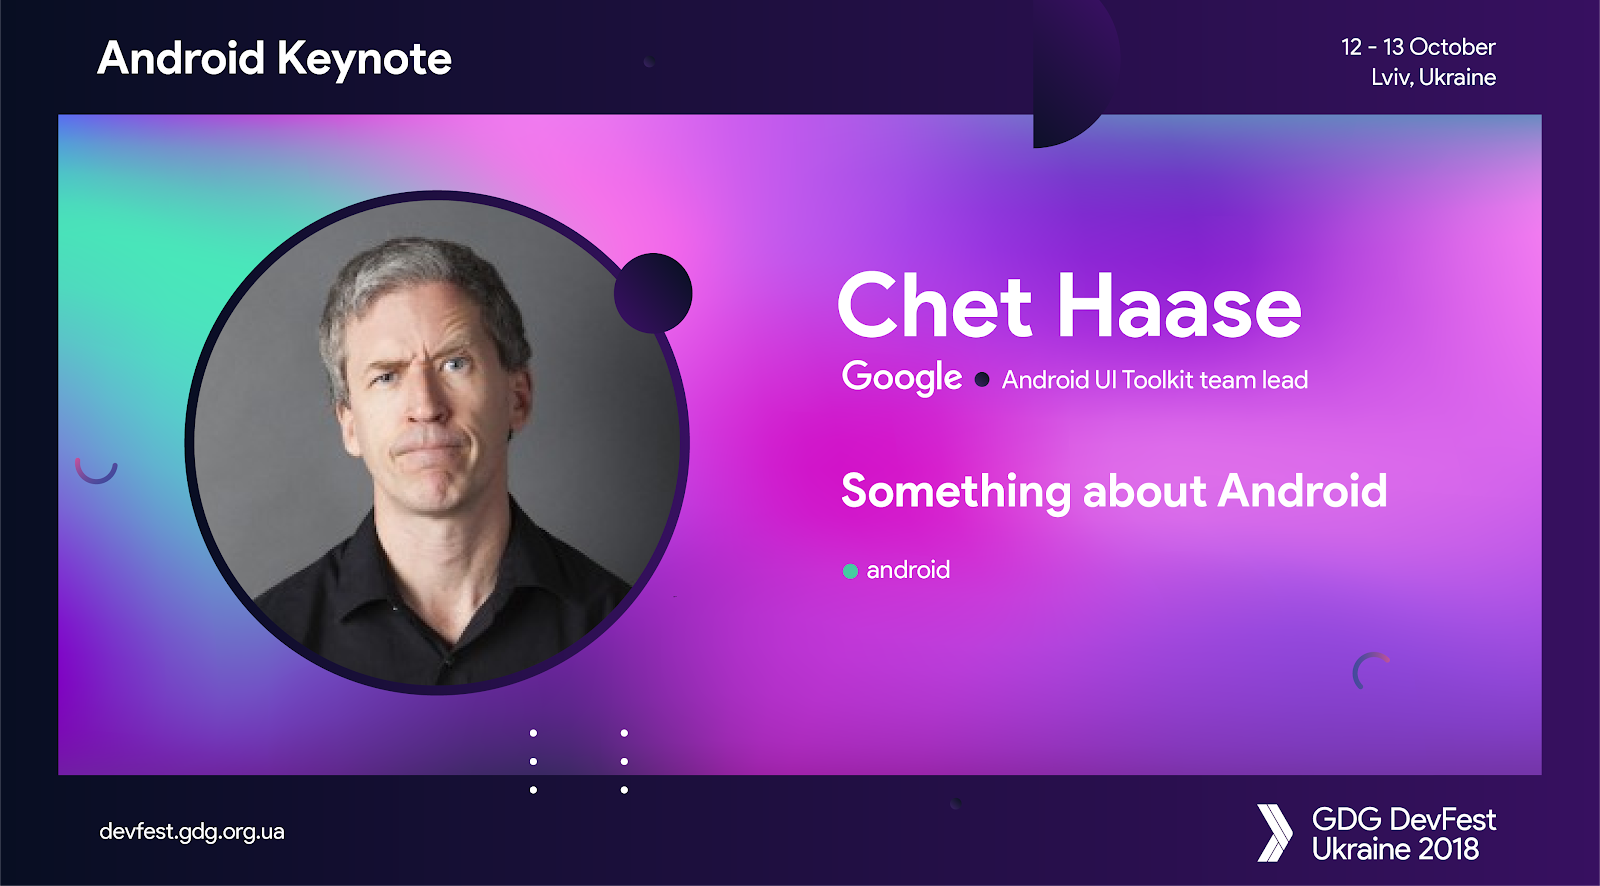 Android Keynote
12 - 13 October
Lviv, Ukraine
Chet Haase
Google
Android UI Toolkit team lead
Something about Android
android
devfest.gdg.org.ua
GDG DevFest
Ukraine 2018